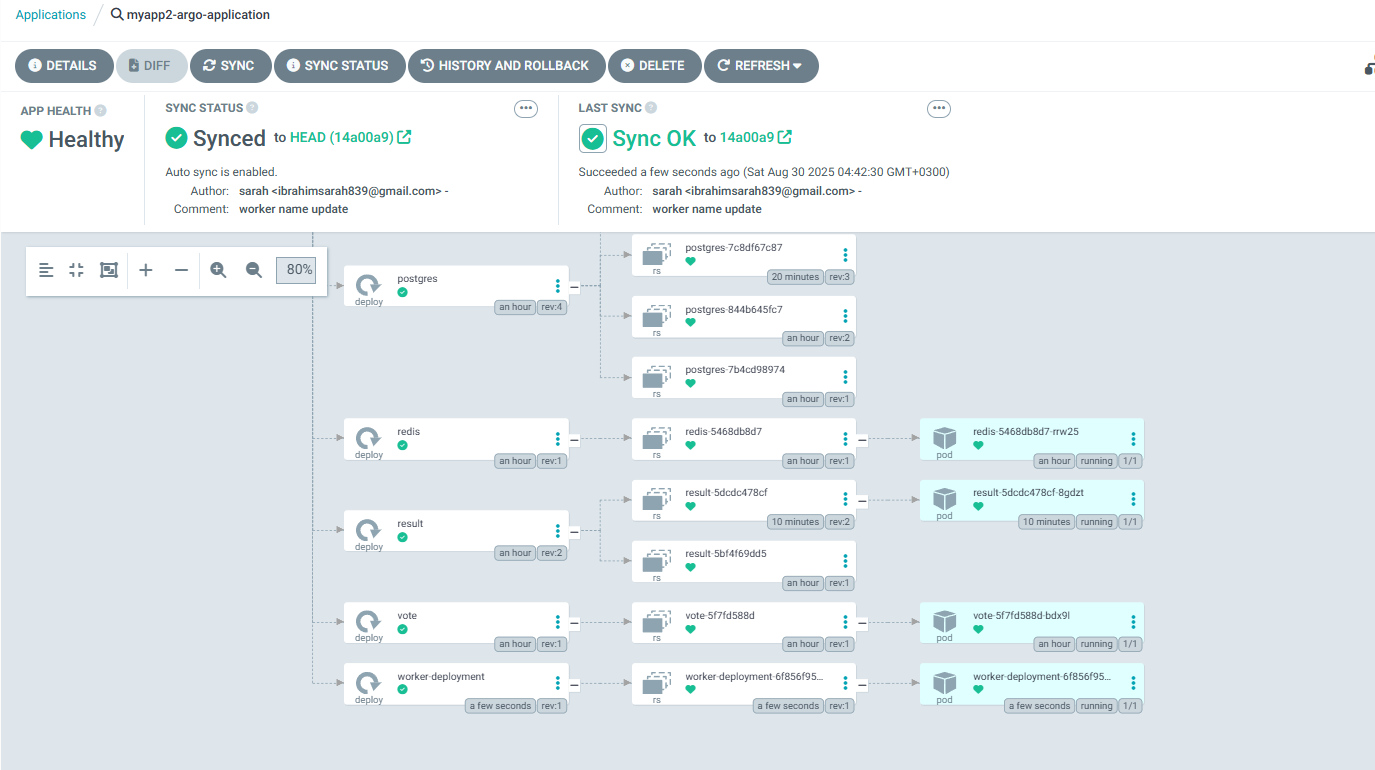 Applications / myapp2-argo-application
DETAILS DIFF SYNC SYNC STATUS HISTORY AND ROLLBACK DELETE REFRESH
APP HEALTH
Healthy
SYNC STATUS
Synced to HEAD (14a00a9)
Auto sync is enabled.
Author: sarah <ibrahimsarah839@gmail.com> -
Comment: worker name update
LAST SYNC
Sync OK to 14a00a9
Succeeded a few seconds ago (Sat Aug 30 2025 04:42:30 GMT+0300)
Author: sarah <ibrahimsarah839@gmail.com> -
Comment: worker name update
80%
postgres
deploy
an hour rev:4
postgres-7c8df67c87
rs
20 minutes rev:3
postgres-844b645fc7
rs
an hour rev:2
postgres-7b4cd98974
rs
an hour rev:1
redis
deploy
an hour rev:1
redis-5468db8d7
rs
an hour rev:1
redis-5468db8d7-rrw25
pod
an hour running 1/1
result
deploy
an hour rev:2
result-5dcdc478cf
rs
10 minutes rev:2
result-5dcdc478cf-8gdzt
pod
10 minutes running 1/1
result-5bf4f69dd5
rs
an hour rev:1
vote
deploy
an hour rev:1
vote-5f7fd588d
rs
an hour rev:1
vote-5f7fd588d-bdx9l
pod
an hour running 1/1
worker-deployment
deploy
a few seconds rev:1
worker-deployment-6f856f95...
rs
a few seconds rev:1
worker-deployment-6f856f95...
pod
a few seconds running 1/1